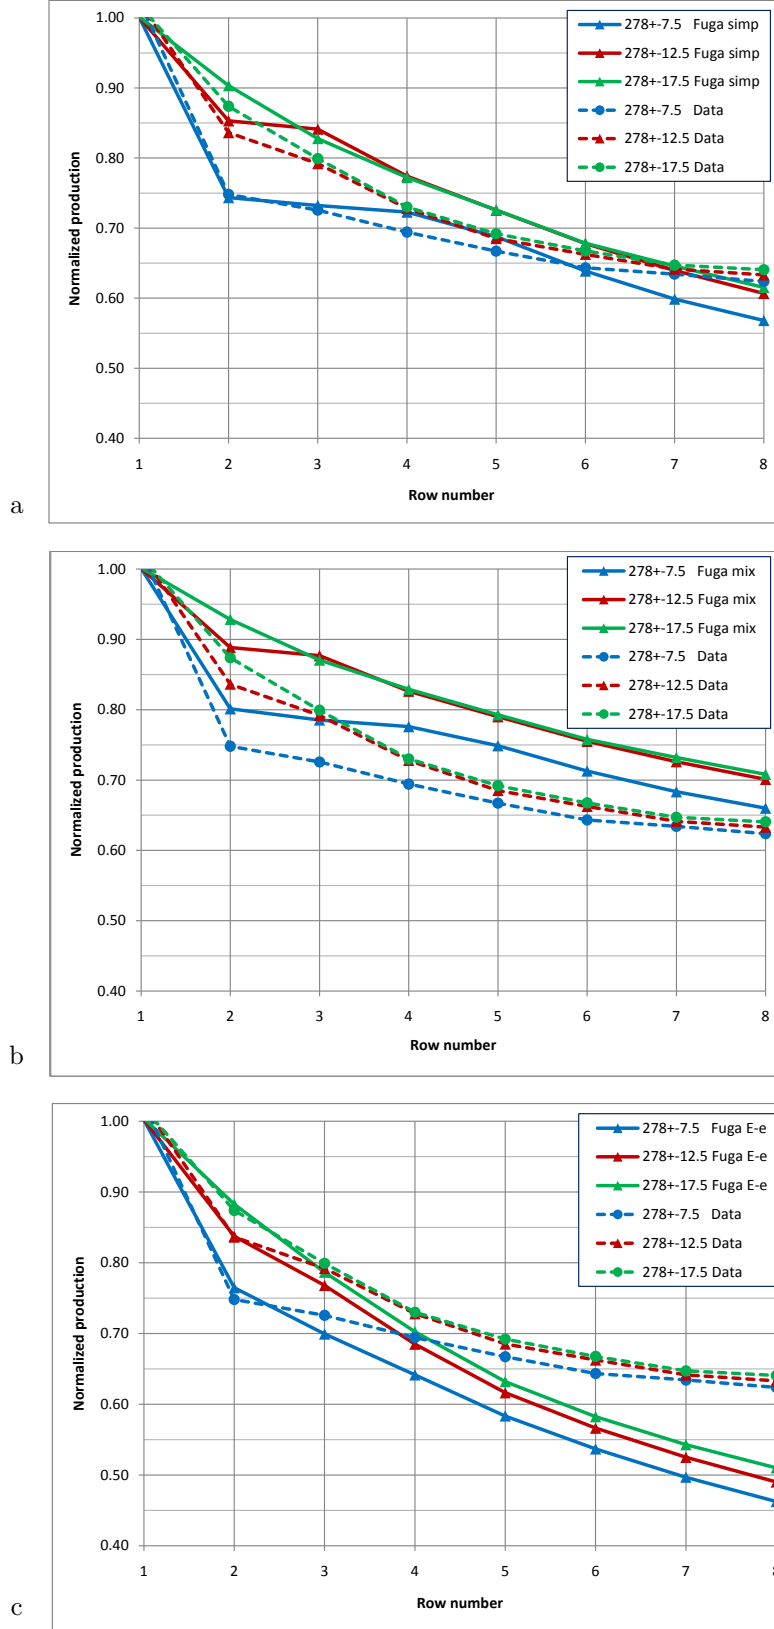 1.00
0.90
0.80
0.70
0.60
0.50
0.40
1 2 3 4 5 6 7 8
Normalized production
Row number
278+-7.5 Fuga simp
278+-12.5 Fuga simp
278+-17.5 Fuga simp
278+-7.5 Data
278+-12.5 Data
278+-17.5 Data
a
1.00
0.90
0.80
0.70
0.60
0.50
0.40
1 2 3 4 5 6 7 8
Normalized production
Row number
278+-7.5 Fuga mix
278+-12.5 Fuga mix
278+-17.5 Fuga mix
278+-7.5 Data
278+-12.5 Data
278+-17.5 Data
b
1.00
0.90
0.80
0.70
0.60
0.50
0.40
1 2 3 4 5 6 7 8
Normalized production
Row number
278+-7.5 Fuga E-e
278+-12.5 Fuga E-e
278+-17.5 Fuga E-e
278+-7.5 Data
278+-12.5 Data
278+-17.5 Data
c